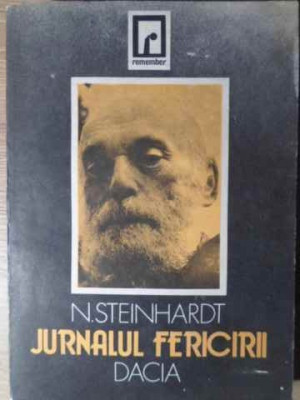 remember
N. STEINHARDT
JURNALUL FERICIRII
DACIA